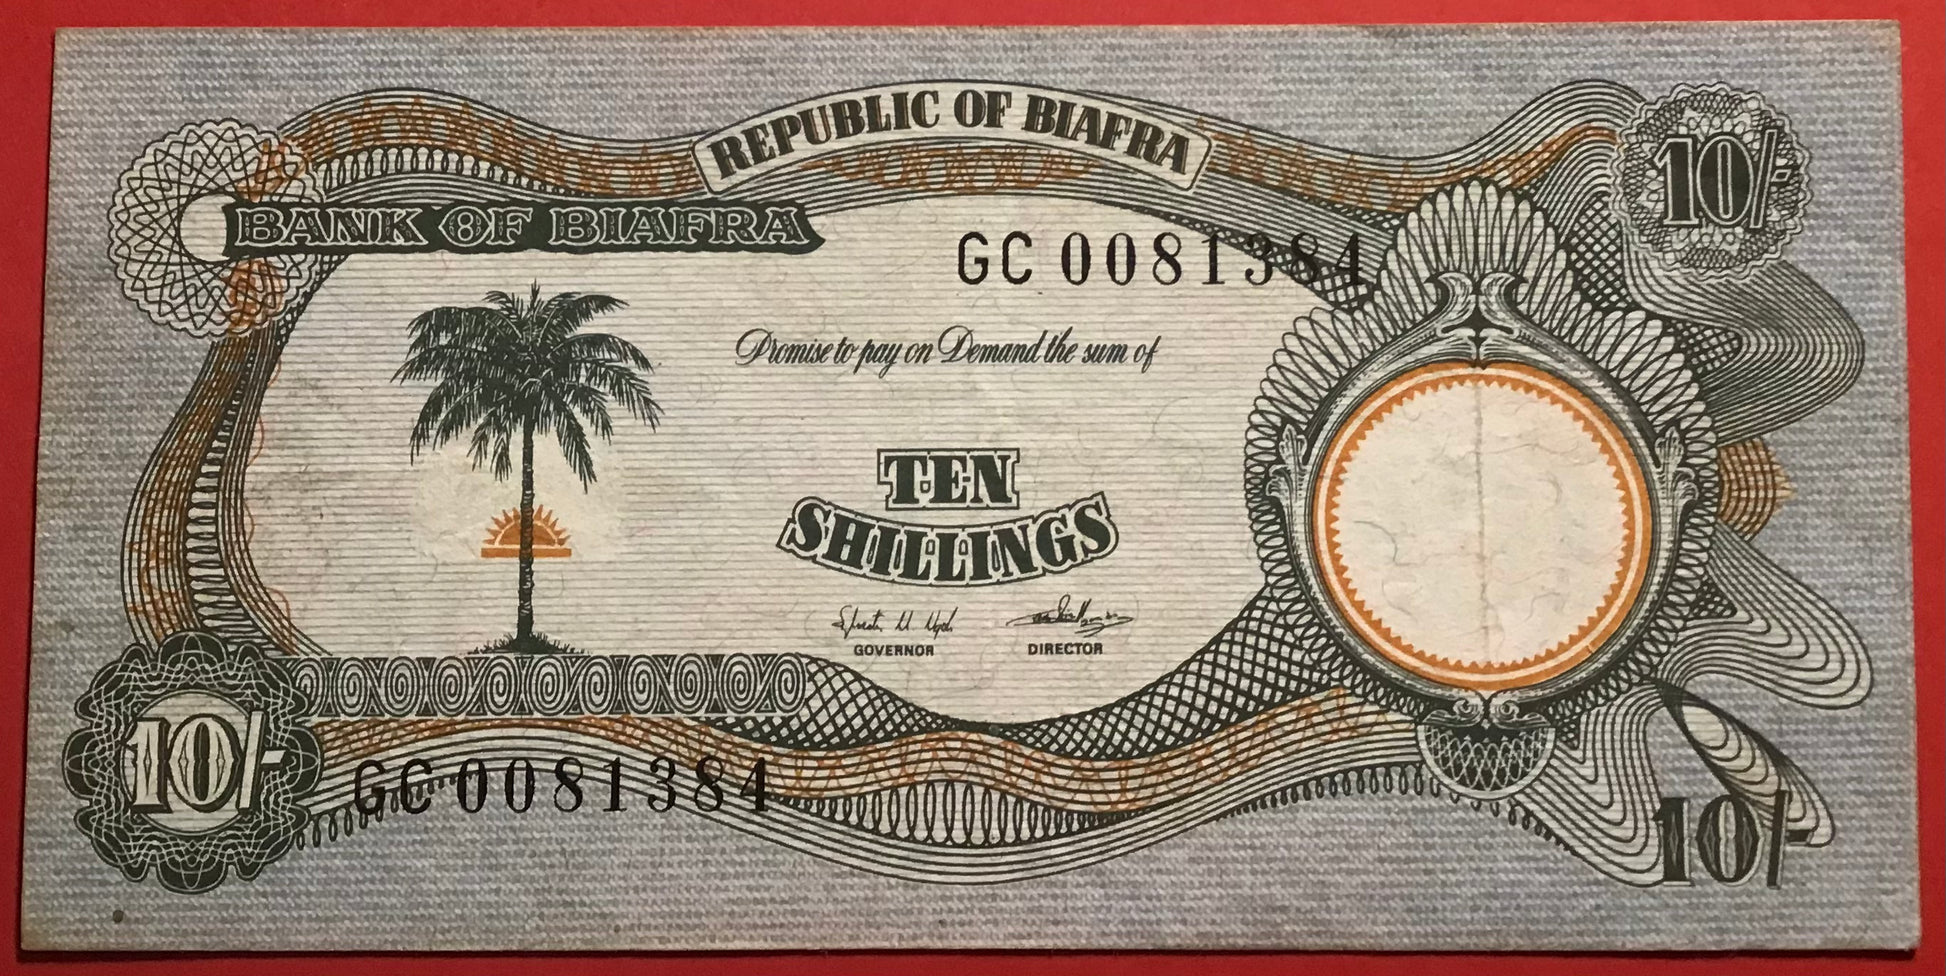 REPUBLIC OF BIAFRA
10/-
BANK OF BIAFRA
GC 0081384
Promise to pay on Demand the sum of
TEN
SHILLINGS
GOVERNOR DIRECTOR
10/-
GC 0081384
10/-